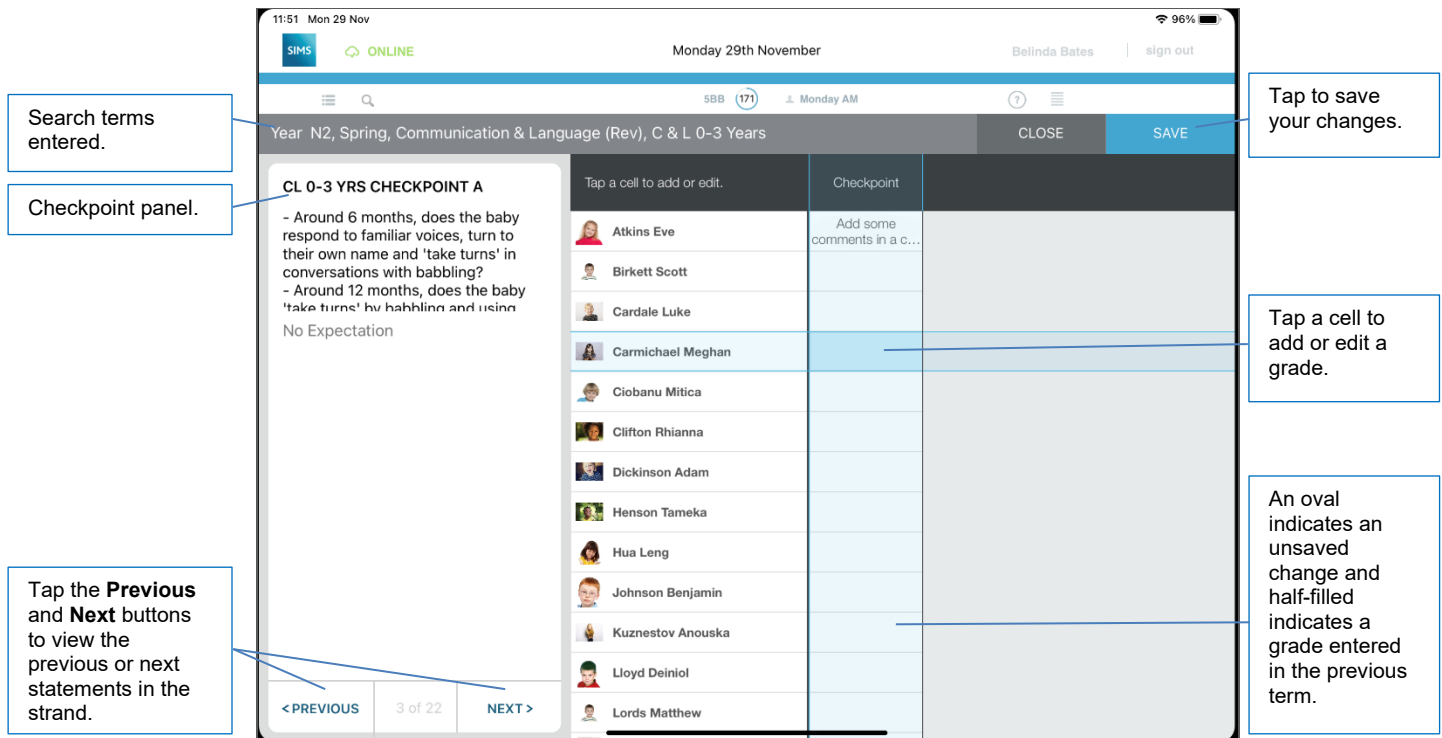 11:51 Mon 29 Nov
96%
SIMS
ONLINE
Monday 29th November
Belinda Bates
sign out
5BB
171
Monday AM
?
Year N2, Spring, Communication & Language (Rev), C & L 0-3 Years
CLOSE
SAVE
CL 0-3 YRS CHECKPOINT A
- Around 6 months, does the baby
respond to familiar voices, turn to
their own name and 'take turns' in
conversations with babbling?
- Around 12 months, does the baby
'take turns' by babbling and using
No Expectation
<PREVIOUS
3 of 22
NEXT>
Tap a cell to add or edit.
Checkpoint
Atkins Eve
Add some
comments in a c...
Birkett Scott
Cardale Luke
Carmichael Meghan
Ciobanu Mitica
Clifton Rhianna
Dickinson Adam
Henson Tameka
Hua Leng
Johnson Benjamin
Kuznestov Anouska
Lloyd Deiniol
Lords Matthew
Search terms
entered.
Checkpoint panel.
Tap the Previous
and Next buttons
to view the
previous or next
statements in the
strand.
Tap to save
your changes.
Tap a cell to
add or edit a
grade.
An oval
indicates an
unsaved
change and
half-filled
indicates a
grade entered
in the previous
term.